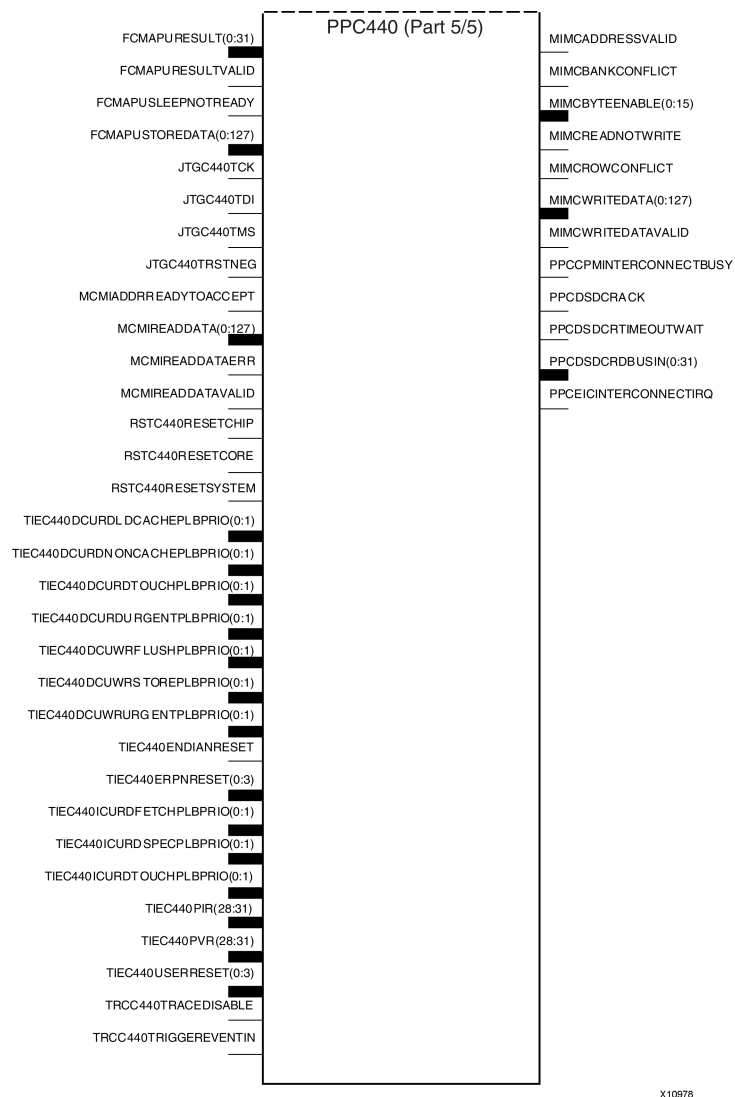 PPC440 (Part 5/5)
FCMAPURESULT(0:31)
FCMAPURESULTVALID
FCMAPUSLEEPNOTREADY
FCMAPUSTOREDATA(0:127)
JTGC440TCK
JTGC440TDI
JTGC440TMS
JTGC440TRSTNEG
MCMIADDRREADYTOACCEPT
MCMIREADDATA(0:127)
MCMIREADDATAERR
MCMIREADDATAVALID
RSTC440RESETCHIP
RSTC440RESETCORE
RSTC440RESETSYSTEM
TIEC440DCURDLDCACHEPLBPRIO(0:1)
TIEC440DCURDNONCACHEPLBPRIO(0:1)
TIEC440DCURDTOUCHPLBPRIO(0:1)
TIEC440DCURDURGENTPLBPRIO(0:1)
TIEC440DCUWRFLUSHPLBPRIO(0:1)
TIEC440DCUWRSTOREPLBPRIO(0:1)
TIEC440DCUWRURGENTPLBPRIO(0:1)
TIEC440ENDIANRESET
TIEC440ERPNRESET(0:3)
TIEC440ICURDFETCHPLBPRIO(0:1)
TIEC440ICURDSPECPLBPRIO(0:1)
TIEC440ICURDTOUCHPLBPRIO(0:1)
TIEC440PIR(28:31)
TIEC440PVR(28:31)
TIEC440USERRESET(0:3)
TRCC440TRACEDISABLE
TRCC440TRIGGEREVENTIN
MIMCADDRESSVALID
MIMCBANKCONFLICT
MIMCBYTEENABLE(0:15)
MIMCREADNOTWRITE
MIMCROWCONFLICT
MIMCWRITEDATA(0:127)
MIMCWRITEDATAVALID
PPCCPMINTERCONNECTBUSY
PPCDSDCRACK
PPCDSDCRTIMEOUTWAIT
PPCDSDCRDBUSIN(0:31)
PPCEICINTERCONNECTIRQ
X10978